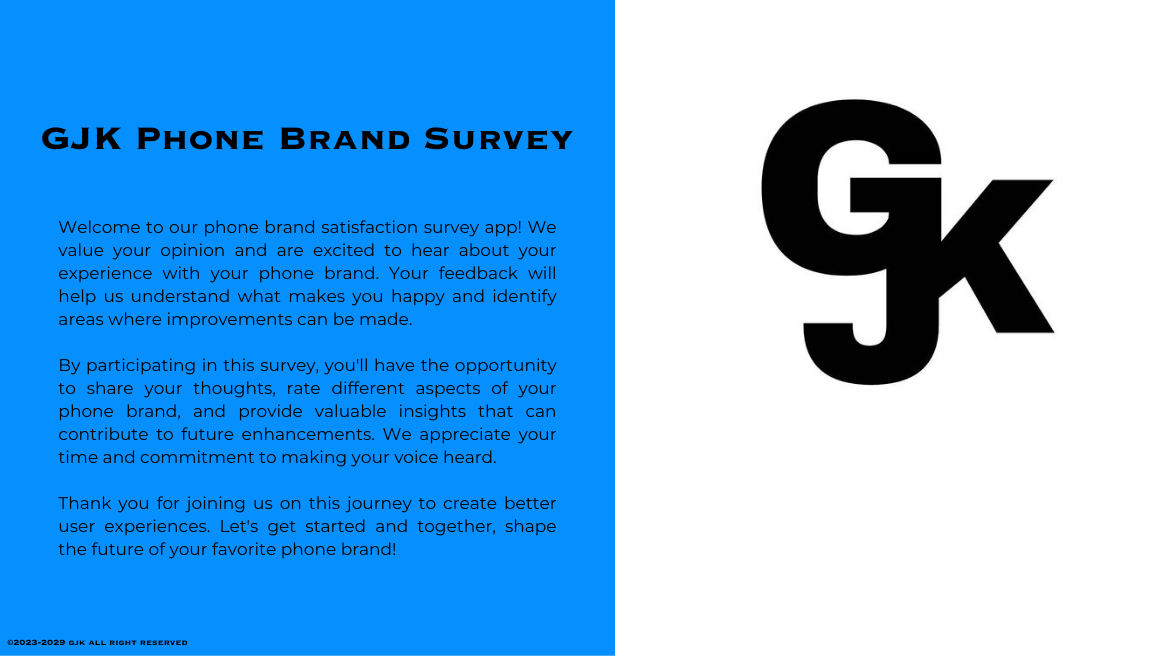 GJK Phone Brand Survey
Welcome to our phone brand satisfaction survey app! We
value your opinion and are excited to hear about your
experience with your phone brand. Your feedback will
help us understand what makes you happy and identify
areas where improvements can be made.
By participating in this survey, you'll have the opportunity
to share your thoughts, rate different aspects of your
phone brand, and provide valuable insights that can
contribute to future enhancements. We appreciate your
time and commitment to making your voice heard.
Thank you for joining us on this journey to create better
user experiences. Let's get started and together, shape
the future of your favorite phone brand!
©2023-2029 GJK ALL RIGHT RESERVED
GJK